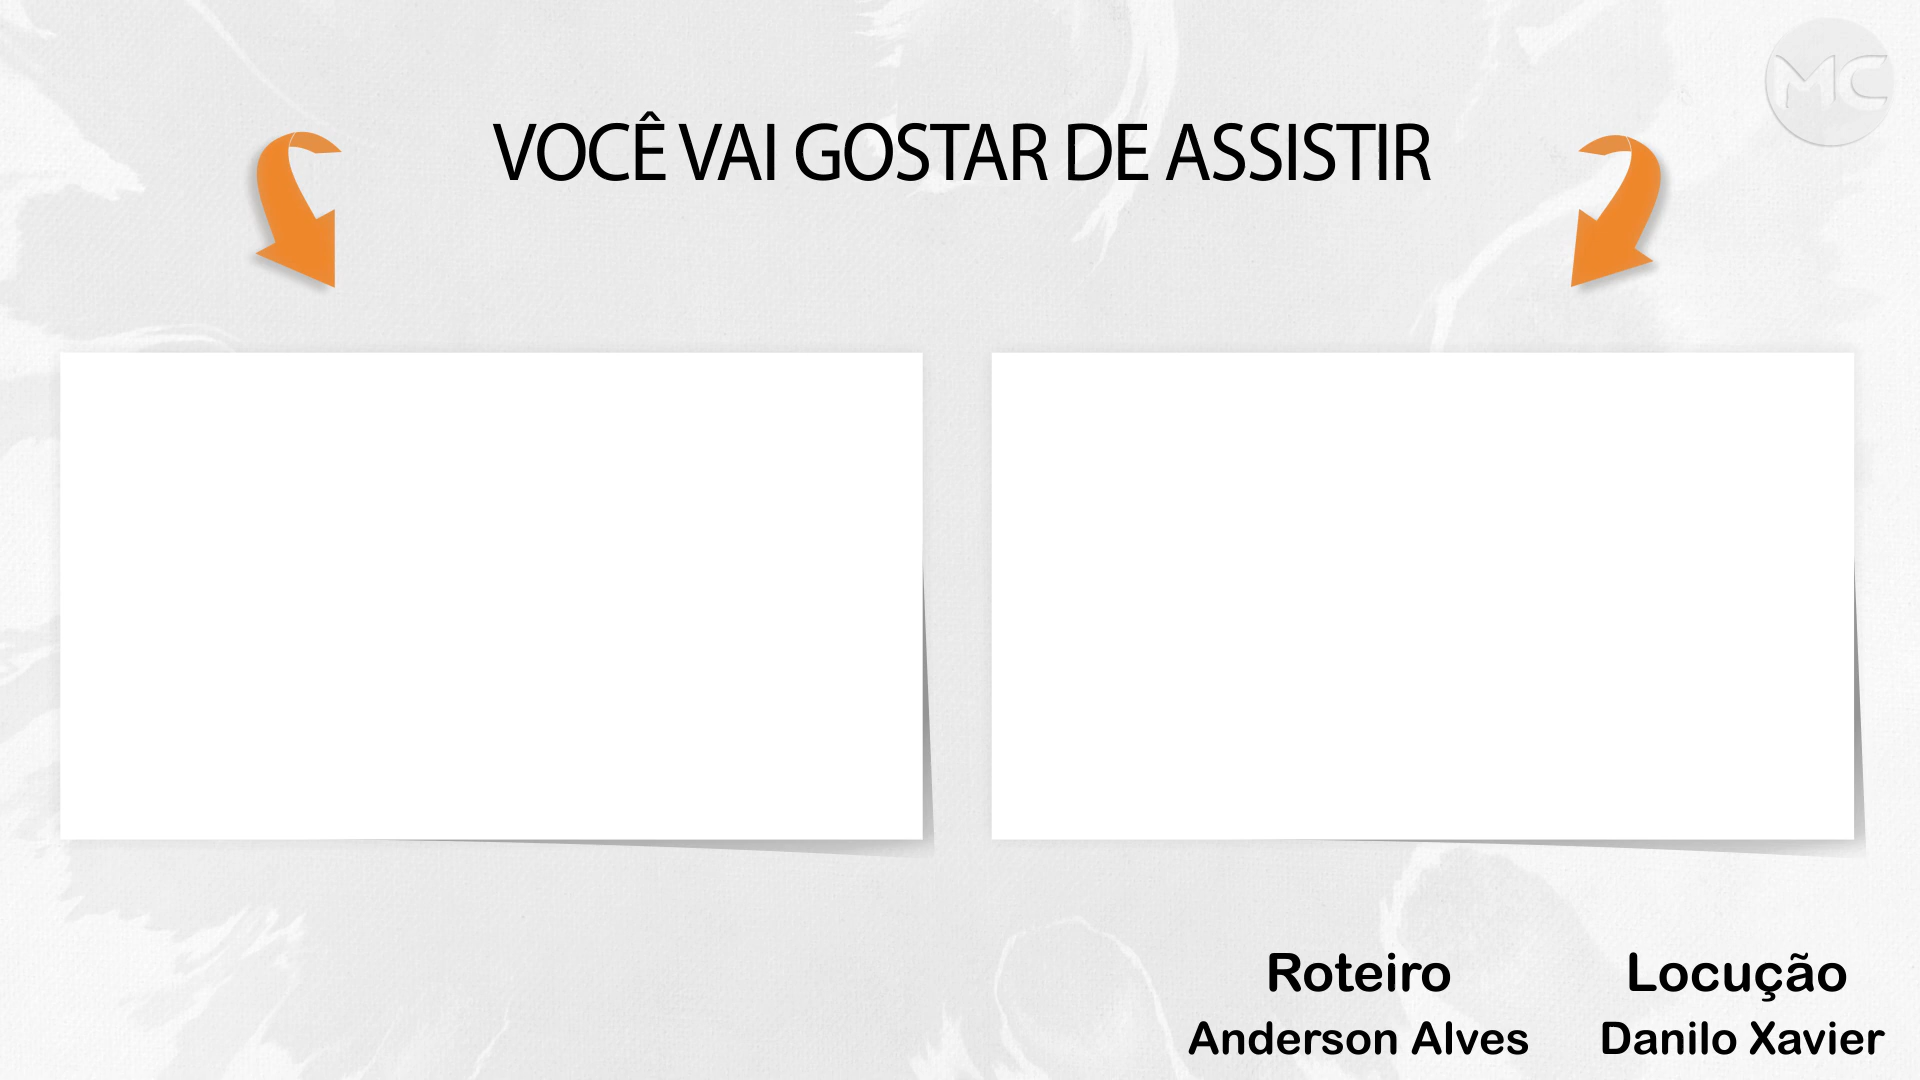 MC
VOCÊ VAI GOSTAR DE ASSISTIR
Roteiro
Anderson Alves
Locução
Danilo Xavier